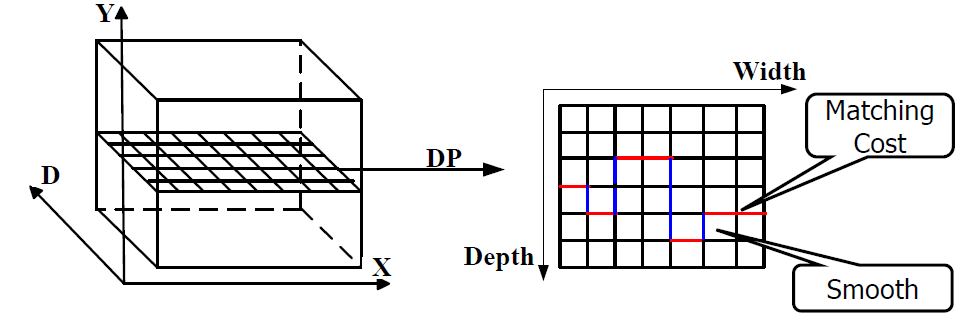 Y
D
X
DP
Width
Depth
Matching
Cost
Smooth